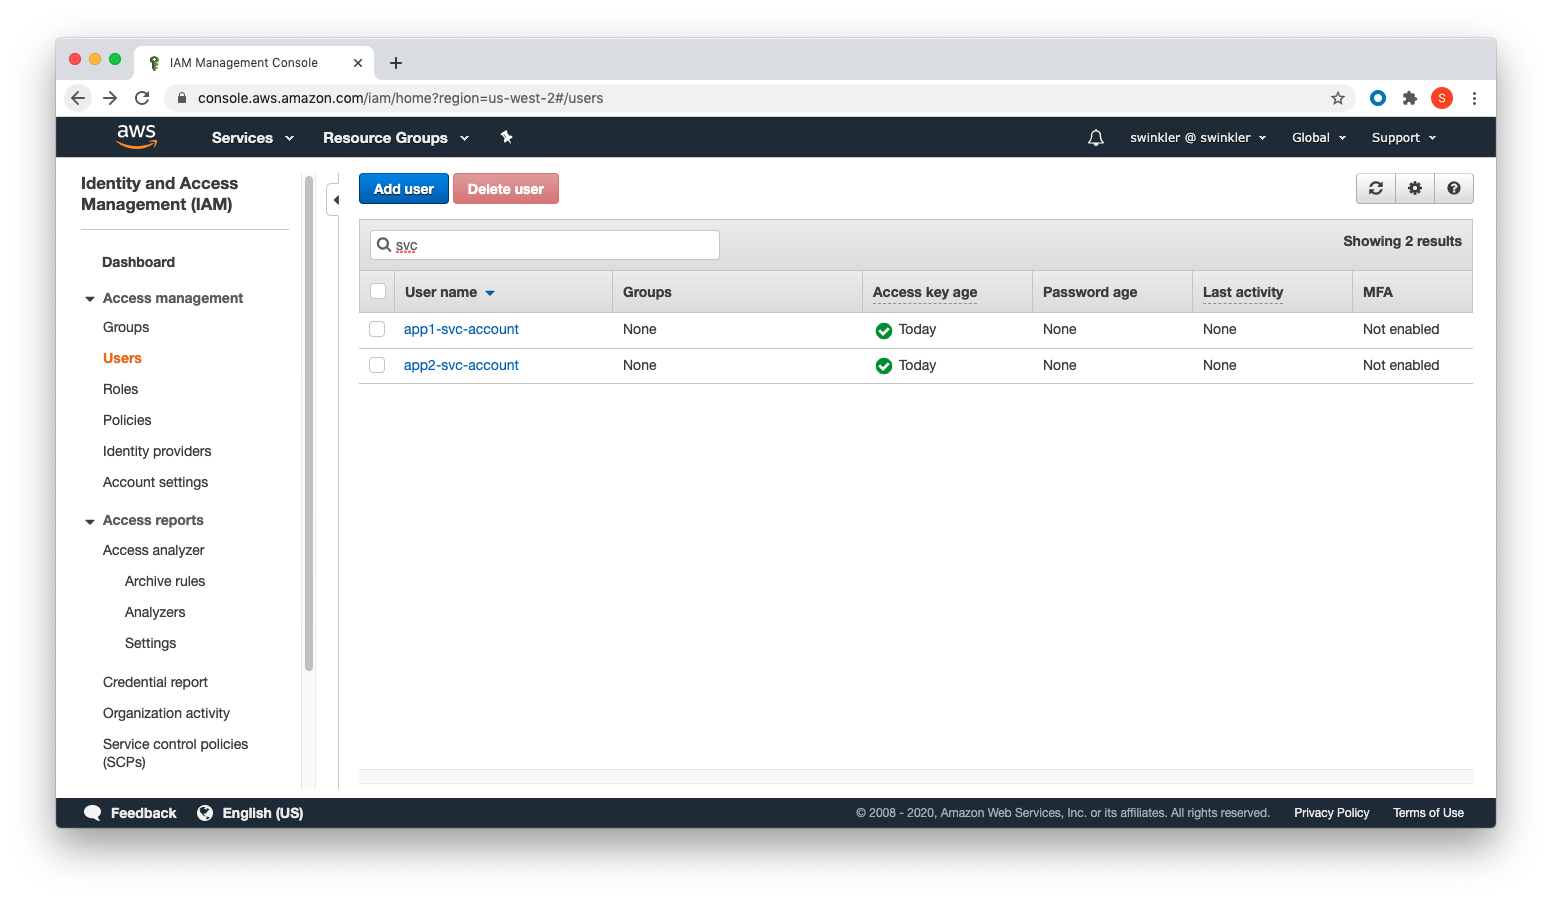 IAM Management Console
console.aws.amazon.com/iam/home?region=us-west-2#/users
S
aws
Services
Resource Groups
swinkler @ swinkler
Global
Support
Identity and Access
Management (IAM)
Dashboard
Access management
Groups
Users
Roles
Policies
Identity providers
Account settings
Access reports
Access analyzer
Archive rules
Analyzers
Settings
Credential report
Organization activity
Service control policies
(SCPs)
Add user
Delete user
svc
Showing 2 results
User name Groups Access key age Password age Last activity MFA
app1-svc-account None Today None None Not enabled
app2-svc-account None Today None None Not enabled
Feedback
English (US)
© 2008 - 2020, Amazon Web Services, Inc. or its affiliates. All rights reserved.
Privacy Policy
Terms of Use